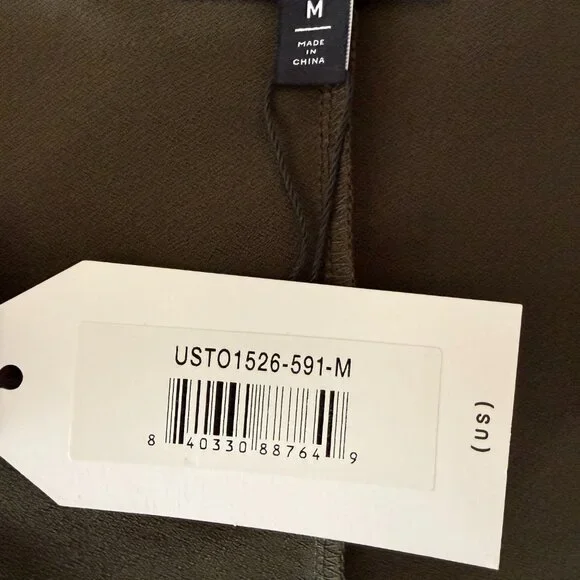 M
MADE
IN
CHINA
USTO1526-591-M
8 40330 88764 9
(US)